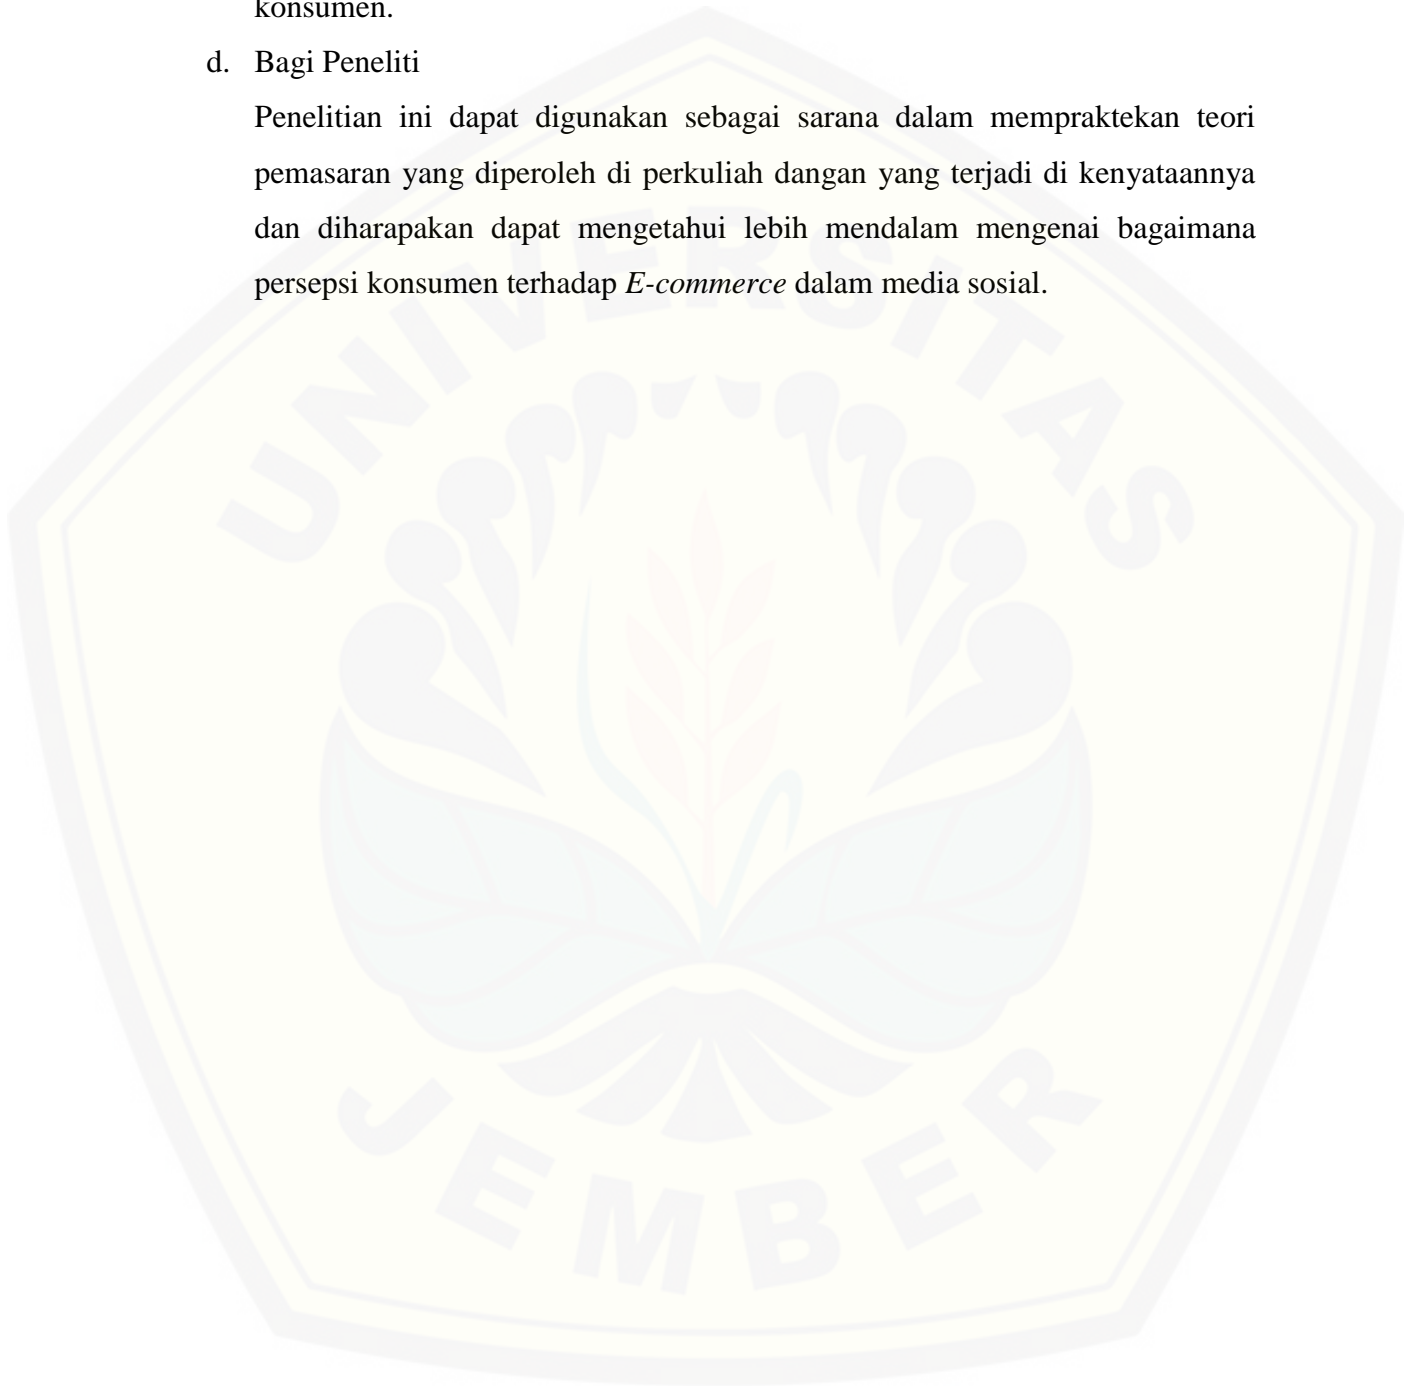 konsumen.
d. Bagi Peneliti
Penelitian ini dapat digunakan sebagai sarana dalam mempraktekan teori
pemasaran yang diperoleh di perkuliah dangan yang terjadi di kenyataannya
dan diharapakan dapat mengetahui lebih mendalam mengenai bagaimana
persepsi konsumen terhadap E-commerce dalam media sosial.
UNIVERSITAS
JEMBER